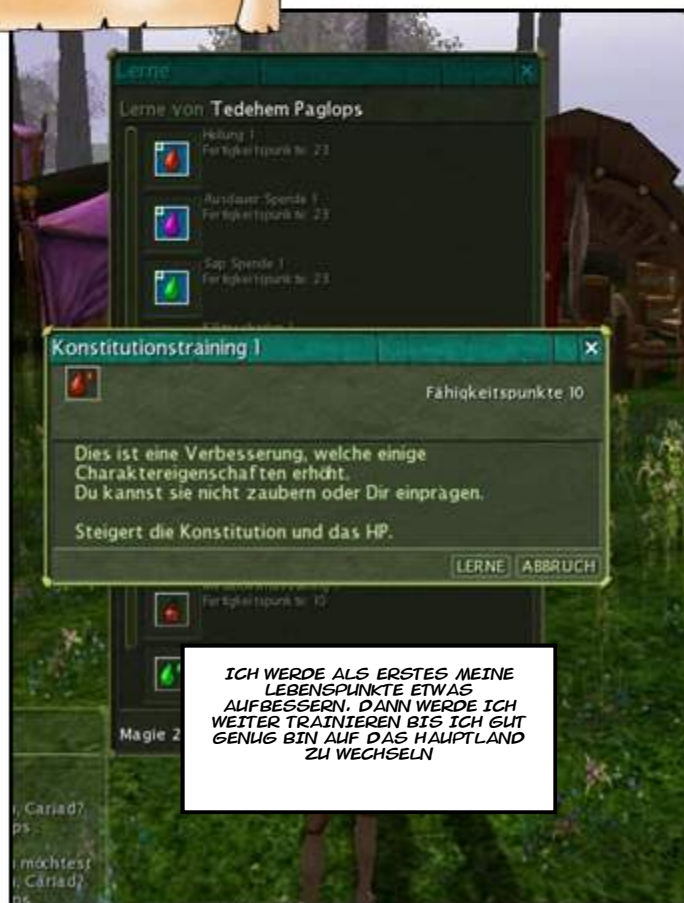 Lerne
Lerne von Tedehem Paglops
Heilung 1
Fertigkeitspunkte: 23
Ausdauer Spende 1
Fertigkeitspunkte: 23
Sap Spende 1
Fertigkeitspunkte: 23
Konstitutionstraining 1
Fähigkeitspunkte 10
Dies ist eine Verbesserung, welche einige
Charaktereigenschaften erhöht.
Du kannst sie nicht zaubern oder Dir einprägen.
Steigert die Konstitution und das HP.
LERNE ABBRUCH
Fertigkeitspunkte: 10
ICH WERDE ALS ERSTES MEINE
LEBENSPUNKTE ETWAS
AUFBESSERN. DANN WERDE ICH
WEITER TRAINIEREN BIS ICH GUT
GENUG BIN AUF DAS HAUPTLAND
ZU WECHSELN
Magie
, Cariad?
ps
möchtest
, Cariad?